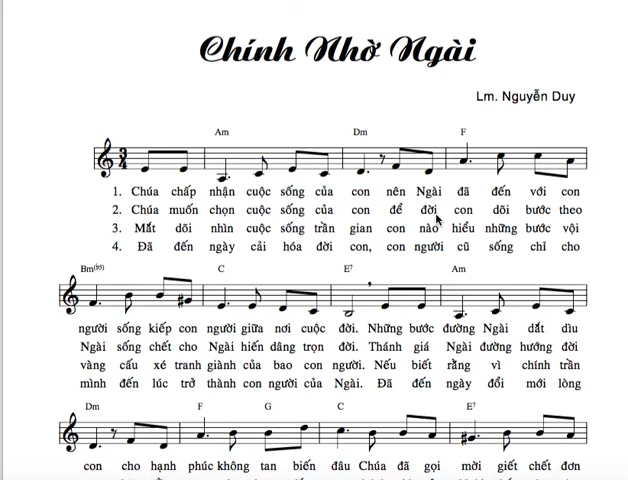 Chính Nhờ Ngài
Lm. Nguyễn Duy
Am Dm F
3
4
1. Chúa chấp nhận cuộc sống của con nên Ngài đã đến với con
2. Chúa muốn chọn cuộc sống của con để đời con dõi bước theo
3. Mắt dõi nhìn cuộc sống trần gian con nào hiểu những bước vội
4. Đã đến ngày cải hóa đời con, con người cũ sống chỉ cho
Bm(b5) C E7 Am
người sống kiếp con người giữa nơi cuộc đời. Những bước đường Ngài dắt dìu
Ngài sống chết cho Ngài hiến dâng trọn đời. Thánh giá Ngài đường hướng đời
vàng cấu xé tranh giành của bao con người. Nếu biết rằng vì chính trần
mình đến lúc trở thành con người của Ngài. Đã đến ngày đổi mới lòng
Dm F G C E7
con cho hạnh phúc không tan biến đâu Chúa đã gọi mời giết chết đơn